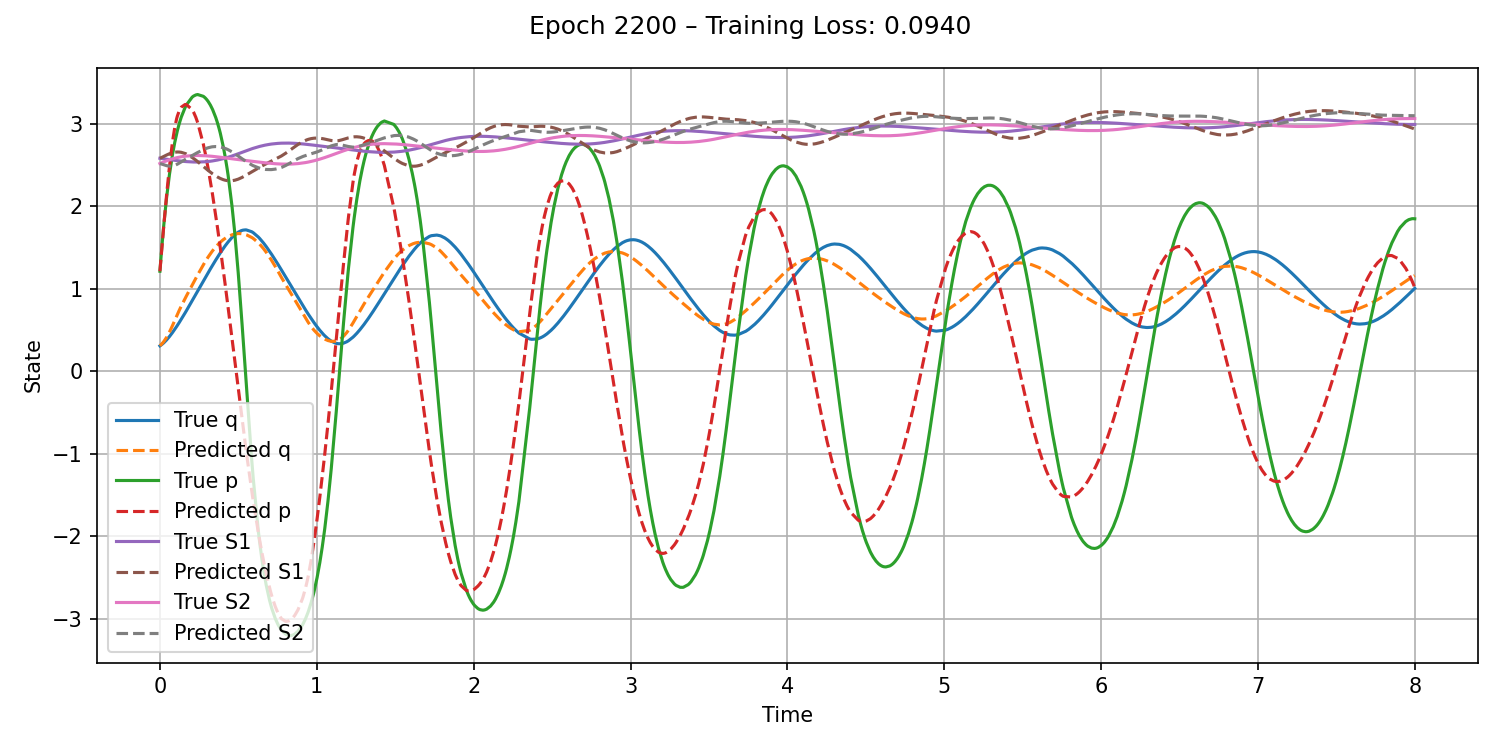 Epoch 2200 – Training Loss: 0.0940
3
2
1
0
−1
−2
−3
State
True q
Predicted q
True p
Predicted p
True S1
Predicted S1
True S2
Predicted S2
0 1 2 3 4 5 6 7 8
Time